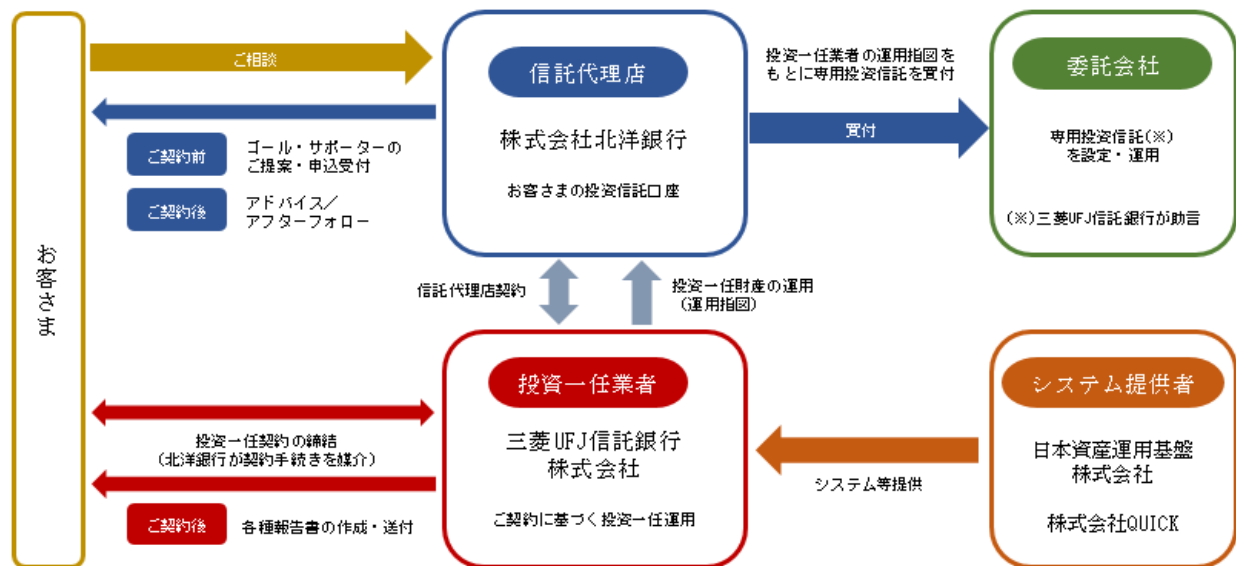 お客さま
ご相談
ご契約前
ゴール・サポーターの
ご提案・申込受付
ご契約後
アドバイス／
アフターフォロー
信託代理店
株式会社北洋銀行
お客さまの投資信託口座
投資一任業者の運用指図を
もとに専用投資信託を買付
買付
委託会社
専用投資信託(※)
を設定・運用
(※)三菱UFJ信託銀行が助言
信託代理店契約
投資一任財産の運用
(運用指図)
投資一任契約の締結
(北洋銀行が契約手続きを媒介)
ご契約後
各種報告書の作成・送付
投資一任業者
三菱UFJ信託銀行
株式会社
ご契約に基づく投資一任運用
システム等提供
システム提供者
日本資産運用基盤
株式会社
株式会社QUICK